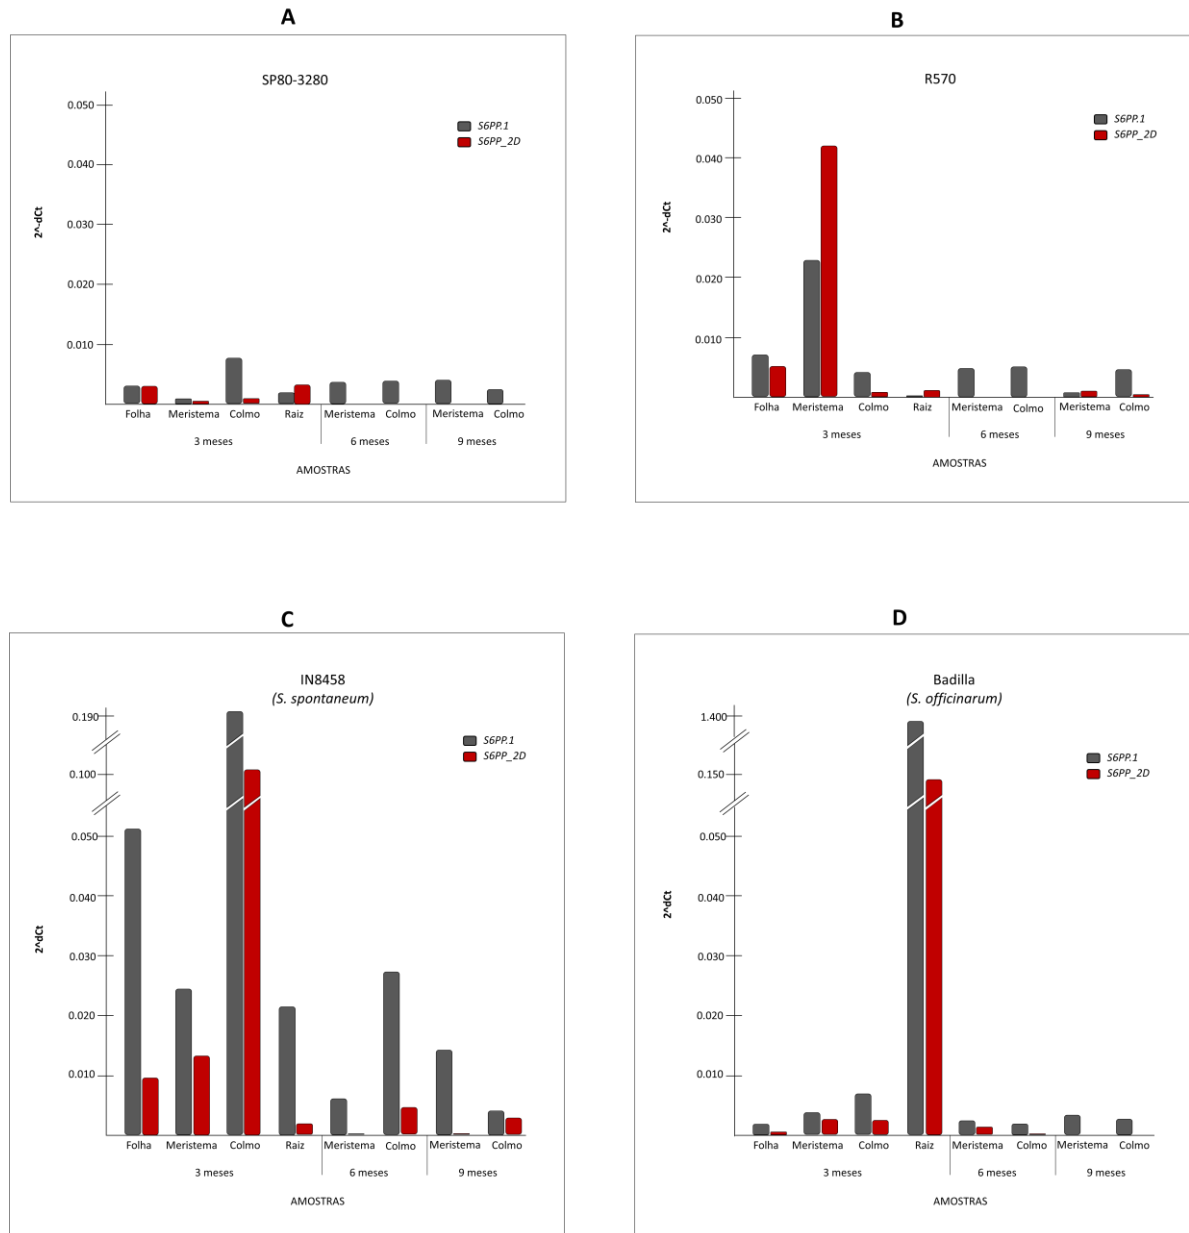 A
SP80-3280
S6PP.1
S6PP_2D
0.050
0.040
0.030
0.020
0.010
2^-dCt
Folha Meristema Colmo Raiz Meristema Colmo Meristema Colmo
3 meses 6 meses 9 meses
AMOSTRAS
B
R570
S6PP.1
S6PP_2D
0.050
0.040
0.030
0.020
0.010
2^-dCt
Folha Meristema Colmo Raiz Meristema Colmo Meristema Colmo
3 meses 6 meses 9 meses
AMOSTRAS
C
IN8458
(S. spontaneum)
S6PP.1
S6PP_2D
0.190
0.100
0.050
0.040
0.030
0.020
0.010
2^dCt
Folha Meristema Colmo Raiz Meristema Colmo Meristema Colmo
3 meses 6 meses 9 meses
AMOSTRAS
D
Badilla
(S. officinarum)
S6PP.1
S6PP_2D
1.400
0.150
0.050
0.040
0.030
0.020
0.010
2^dCt
Folha Meristema Colmo Raiz Meristema Colmo Meristema Colmo
3 meses 6 meses 9 meses
AMOSTRAS